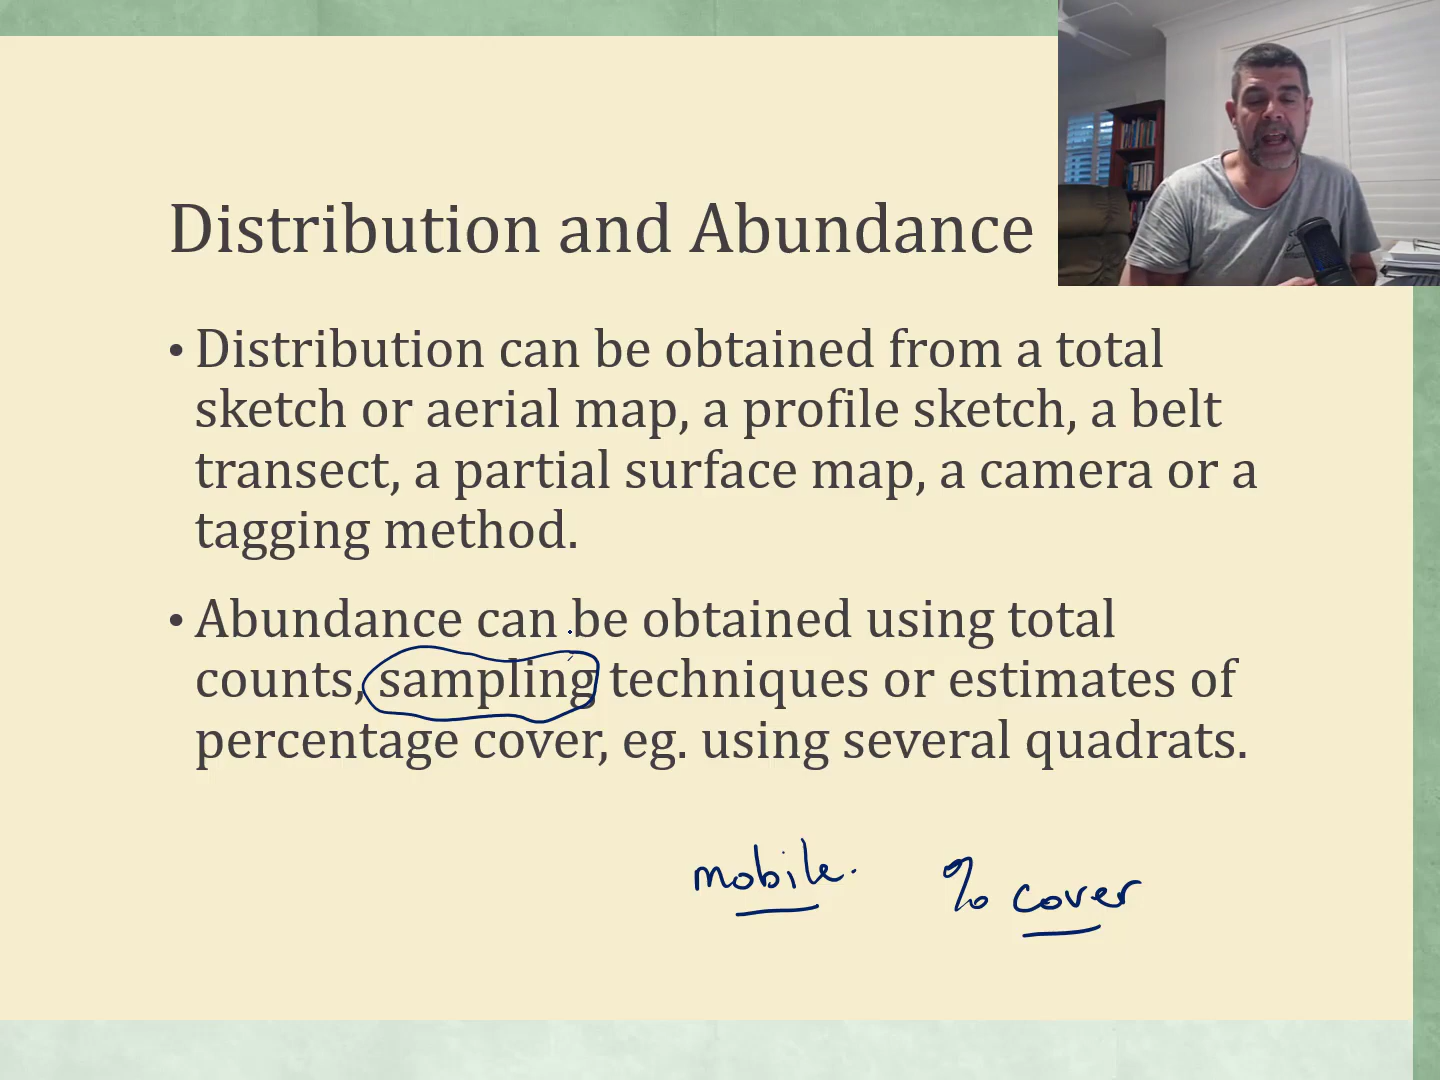 Distribution and Abundance
• Distribution can be obtained from a total
sketch or aerial map, a profile sketch, a belt
transect, a partial surface map, a camera or a
tagging method.
• Abundance can be obtained using total
counts, sampling techniques or estimates of
percentage cover, eg. using several quadrats.
mobile. % cover